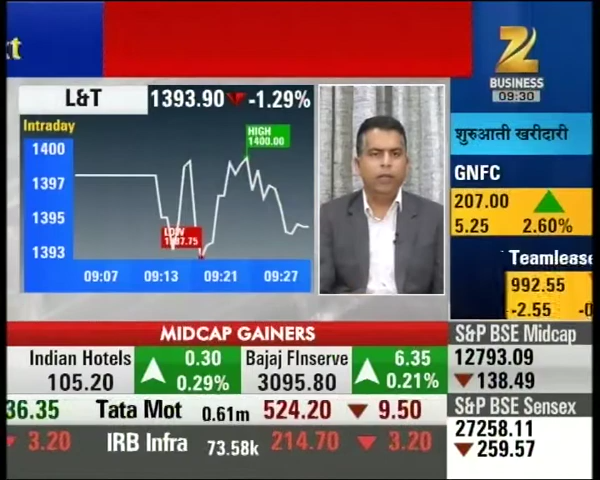 xt
L&T
1393.90
-1.29%
Intraday
1400
1397
1395
1393
HIGH
1400.00
LOW
09:07
09:13
09:21
09:27
Z
BUSINESS
09:30
शुरुआती खरीदारी
GNFC
207.00
5.25
2.60%
Teamlease
992.55
-2.55
MIDCAP GAINERS
Indian Hotels
105.20
0.30
0.29%
Bajaj FInserve
3095.80
6.35
0.21%
36.35
Tata Mot
0.61m
524.20
9.50
3.20
IRB Infra
73.58k
214.70
3.20
S&P BSE Midcap
12793.09
138.49
S&P BSE Sensex
27258.11
259.57